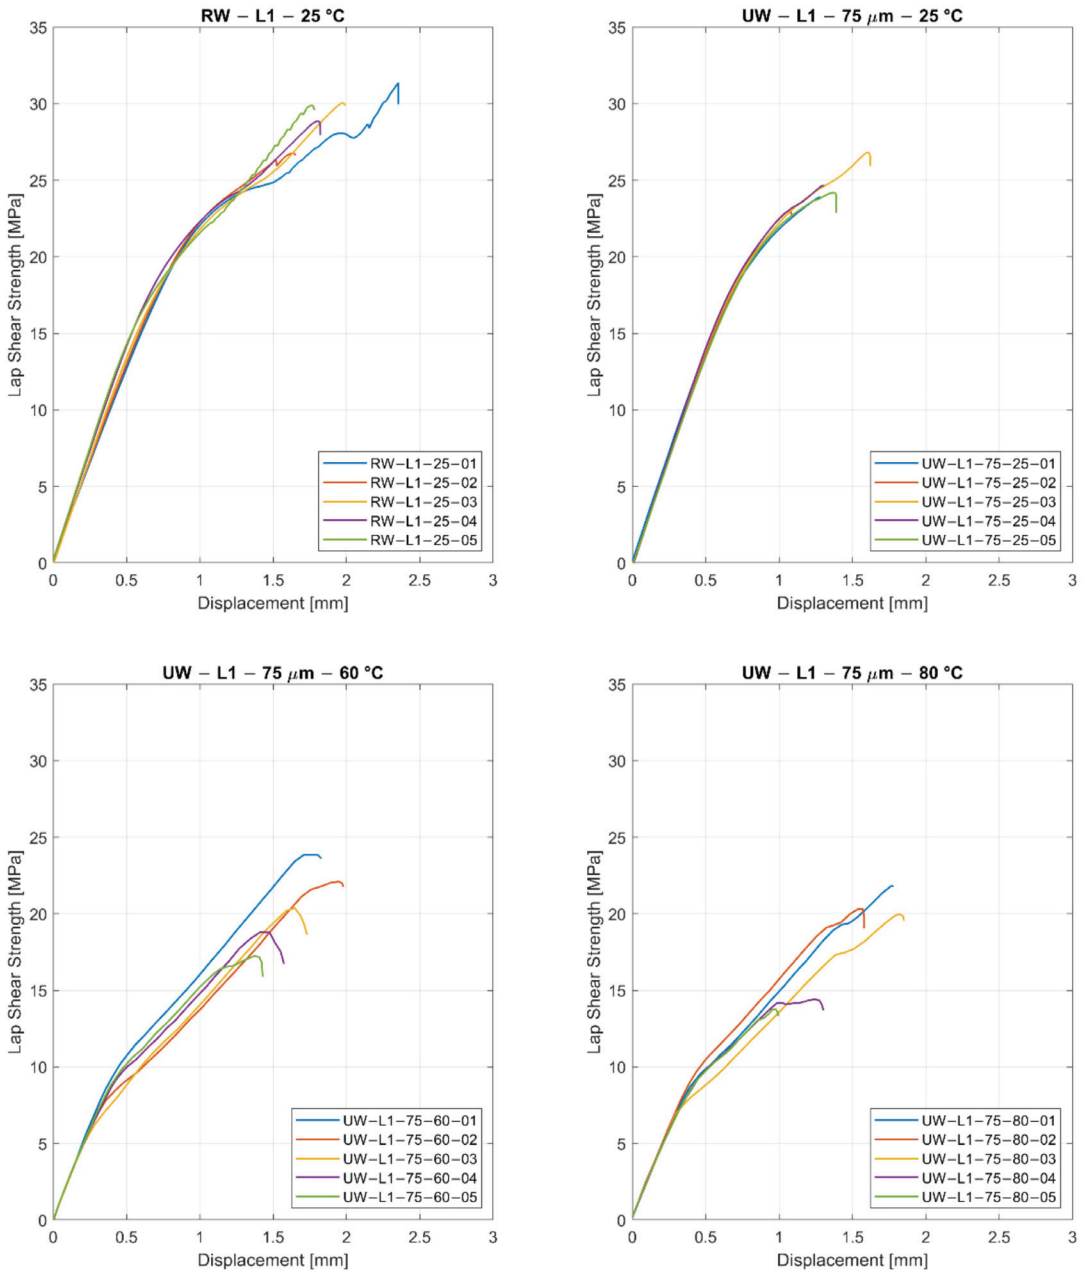 RW – L1 – 25 °C
35
30
25
20
15
10
5
0
Lap Shear Strength [MPa]
RW–L1–25–01
RW–L1–25–02
RW–L1–25–03
RW–L1–25–04
RW–L1–25–05
0 0.5 1 1.5 2 2.5 3
Displacement [mm]
UW – L1 – 75 μm – 25 °C
35
30
25
20
15
10
5
0
Lap Shear Strength [MPa]
UW–L1–75–25–01
UW–L1–75–25–02
UW–L1–75–25–03
UW–L1–75–25–04
UW–L1–75–25–05
0 0.5 1 1.5 2 2.5 3
Displacement [mm]
UW – L1 – 75 μm – 60 °C
35
30
25
20
15
10
5
0
Lap Shear Strength [MPa]
UW–L1–75–60–01
UW–L1–75–60–02
UW–L1–75–60–03
UW–L1–75–60–04
UW–L1–75–60–05
0 0.5 1 1.5 2 2.5 3
Displacement [mm]
UW – L1 – 75 μm – 80 °C
35
30
25
20
15
10
5
0
Lap Shear Strength [MPa]
UW–L1–75–80–01
UW–L1–75–80–02
UW–L1–75–80–03
UW–L1–75–80–04
UW–L1–75–80–05
0 0.5 1 1.5 2 2.5 3
Displacement [mm]